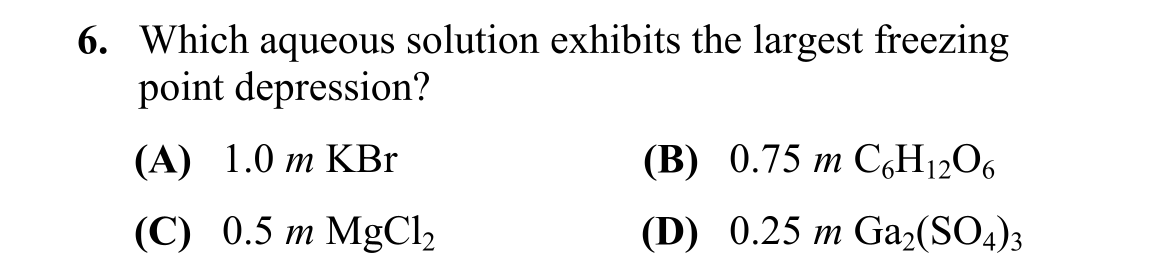 6. Which aqueous solution exhibits the largest freezing
point depression?
(A) 1.0 m KBr (B) 0.75 m C₆H₁₂O₆
(C) 0.5 m MgCl₂ (D) 0.25 m Ga₂(SO₄)₃